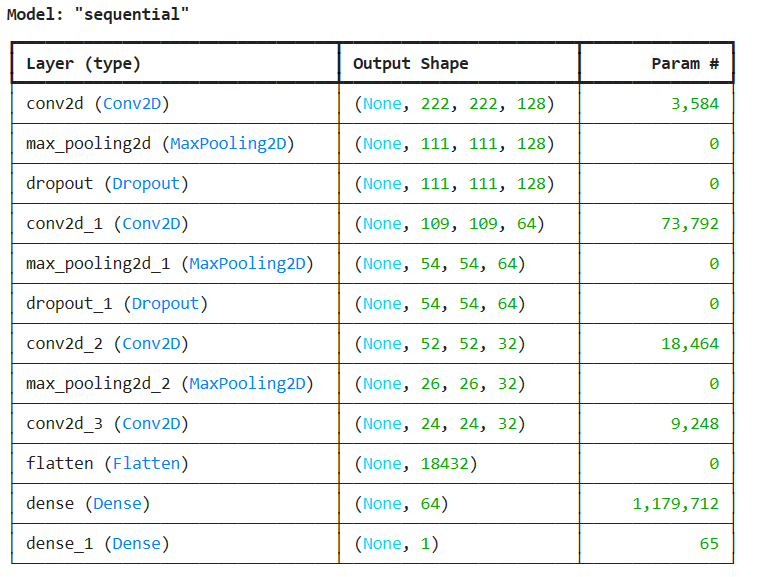 Model: "sequential"
Layer (type) Output Shape Param #
conv2d (Conv2D) (None, 222, 222, 128) 3,584
max_pooling2d (MaxPooling2D) (None, 111, 111, 128) 0
dropout (Dropout) (None, 111, 111, 128) 0
conv2d_1 (Conv2D) (None, 109, 109, 64) 73,792
max_pooling2d_1 (MaxPooling2D) (None, 54, 54, 64) 0
dropout_1 (Dropout) (None, 54, 54, 64) 0
conv2d_2 (Conv2D) (None, 52, 52, 32) 18,464
max_pooling2d_2 (MaxPooling2D) (None, 26, 26, 32) 0
conv2d_3 (Conv2D) (None, 24, 24, 32) 9,248
flatten (Flatten) (None, 18432) 0
dense (Dense) (None, 64) 1,179,712
dense_1 (Dense) (None, 1) 65